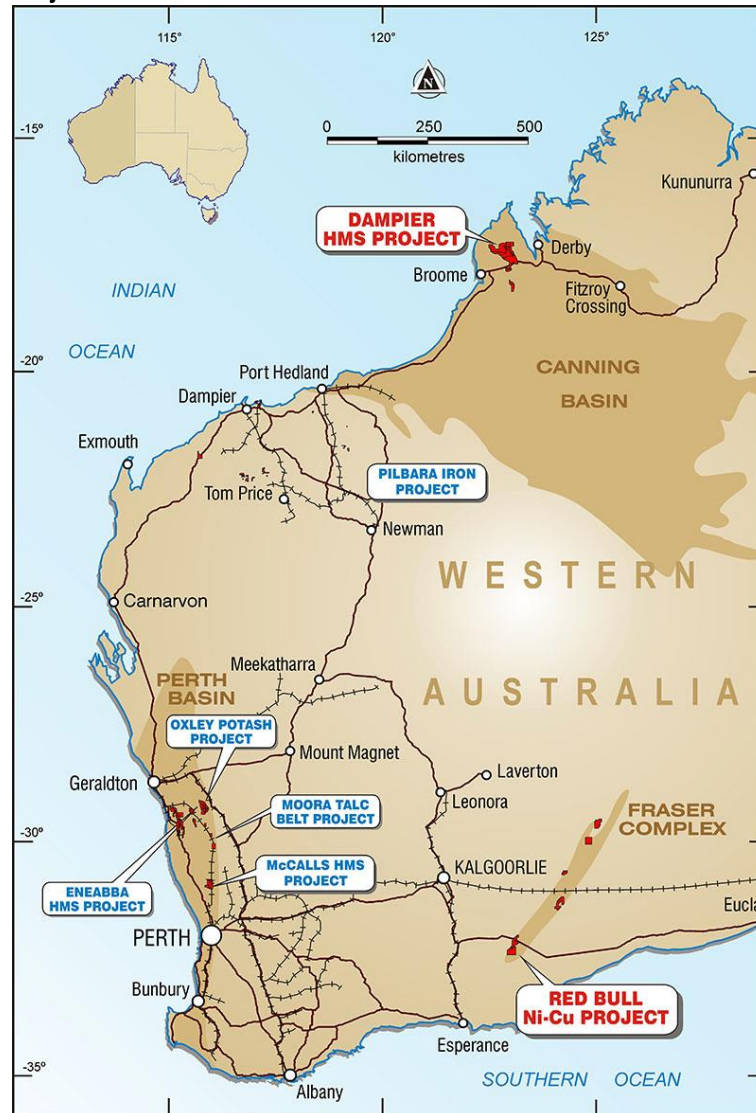 115°
120°
125°
-15°
N
0
250
500
kilometres
Kununurra
DAMPIER
HMS PROJECT
Derby
Broome
Fitzroy
Crossing
INDIAN
OCEAN
-20°
Port Hedland
CANNING
BASIN
Dampier
Exmouth
PILBARA IRON
PROJECT
Tom Price
Newman
WESTERN
-25°
Carnarvon
Meekatharra
PERTH
BASIN
AUSTRALIA
OXLEY POTASH
PROJECT
Mount Magnet
Geraldton
Laverton
Leonora
MOORA TALC
BELT PROJECT
FRASER
COMPLEX
-30°
McCALLS HMS
PROJECT
KALGOORLIE
ENEABBA
HMS PROJECT
Eucla
PERTH
Bunbury
RED BULL
Ni-Cu PROJECT
Esperance
-35°
Albany
SOUTHERN OCEAN